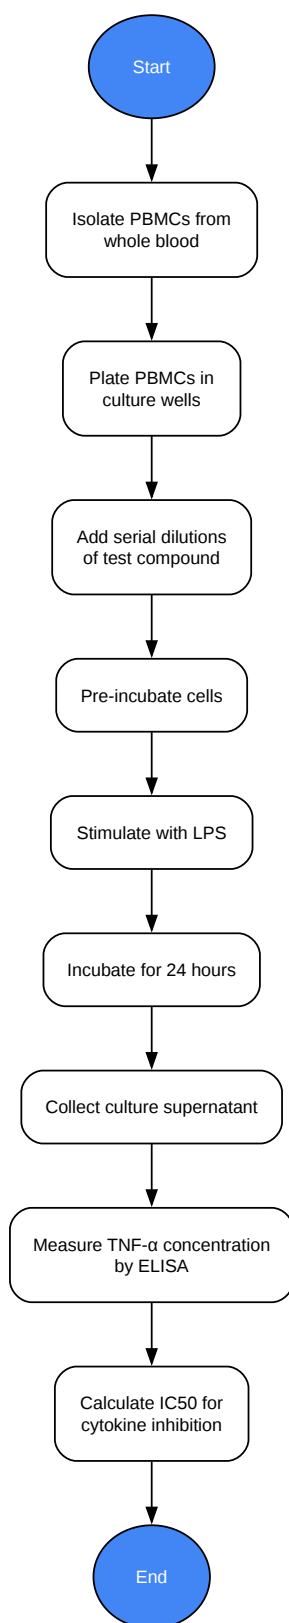 Start
Isolate PBMCs from
whole blood
Plate PBMCs in
culture wells
Add serial dilutions
of test compound
Pre-incubate cells
Stimulate with LPS
Incubate for 24 hours
Collect culture supernatant
Measure TNF-α concentration
by ELISA
Calculate IC50 for
cytokine inhibition
End